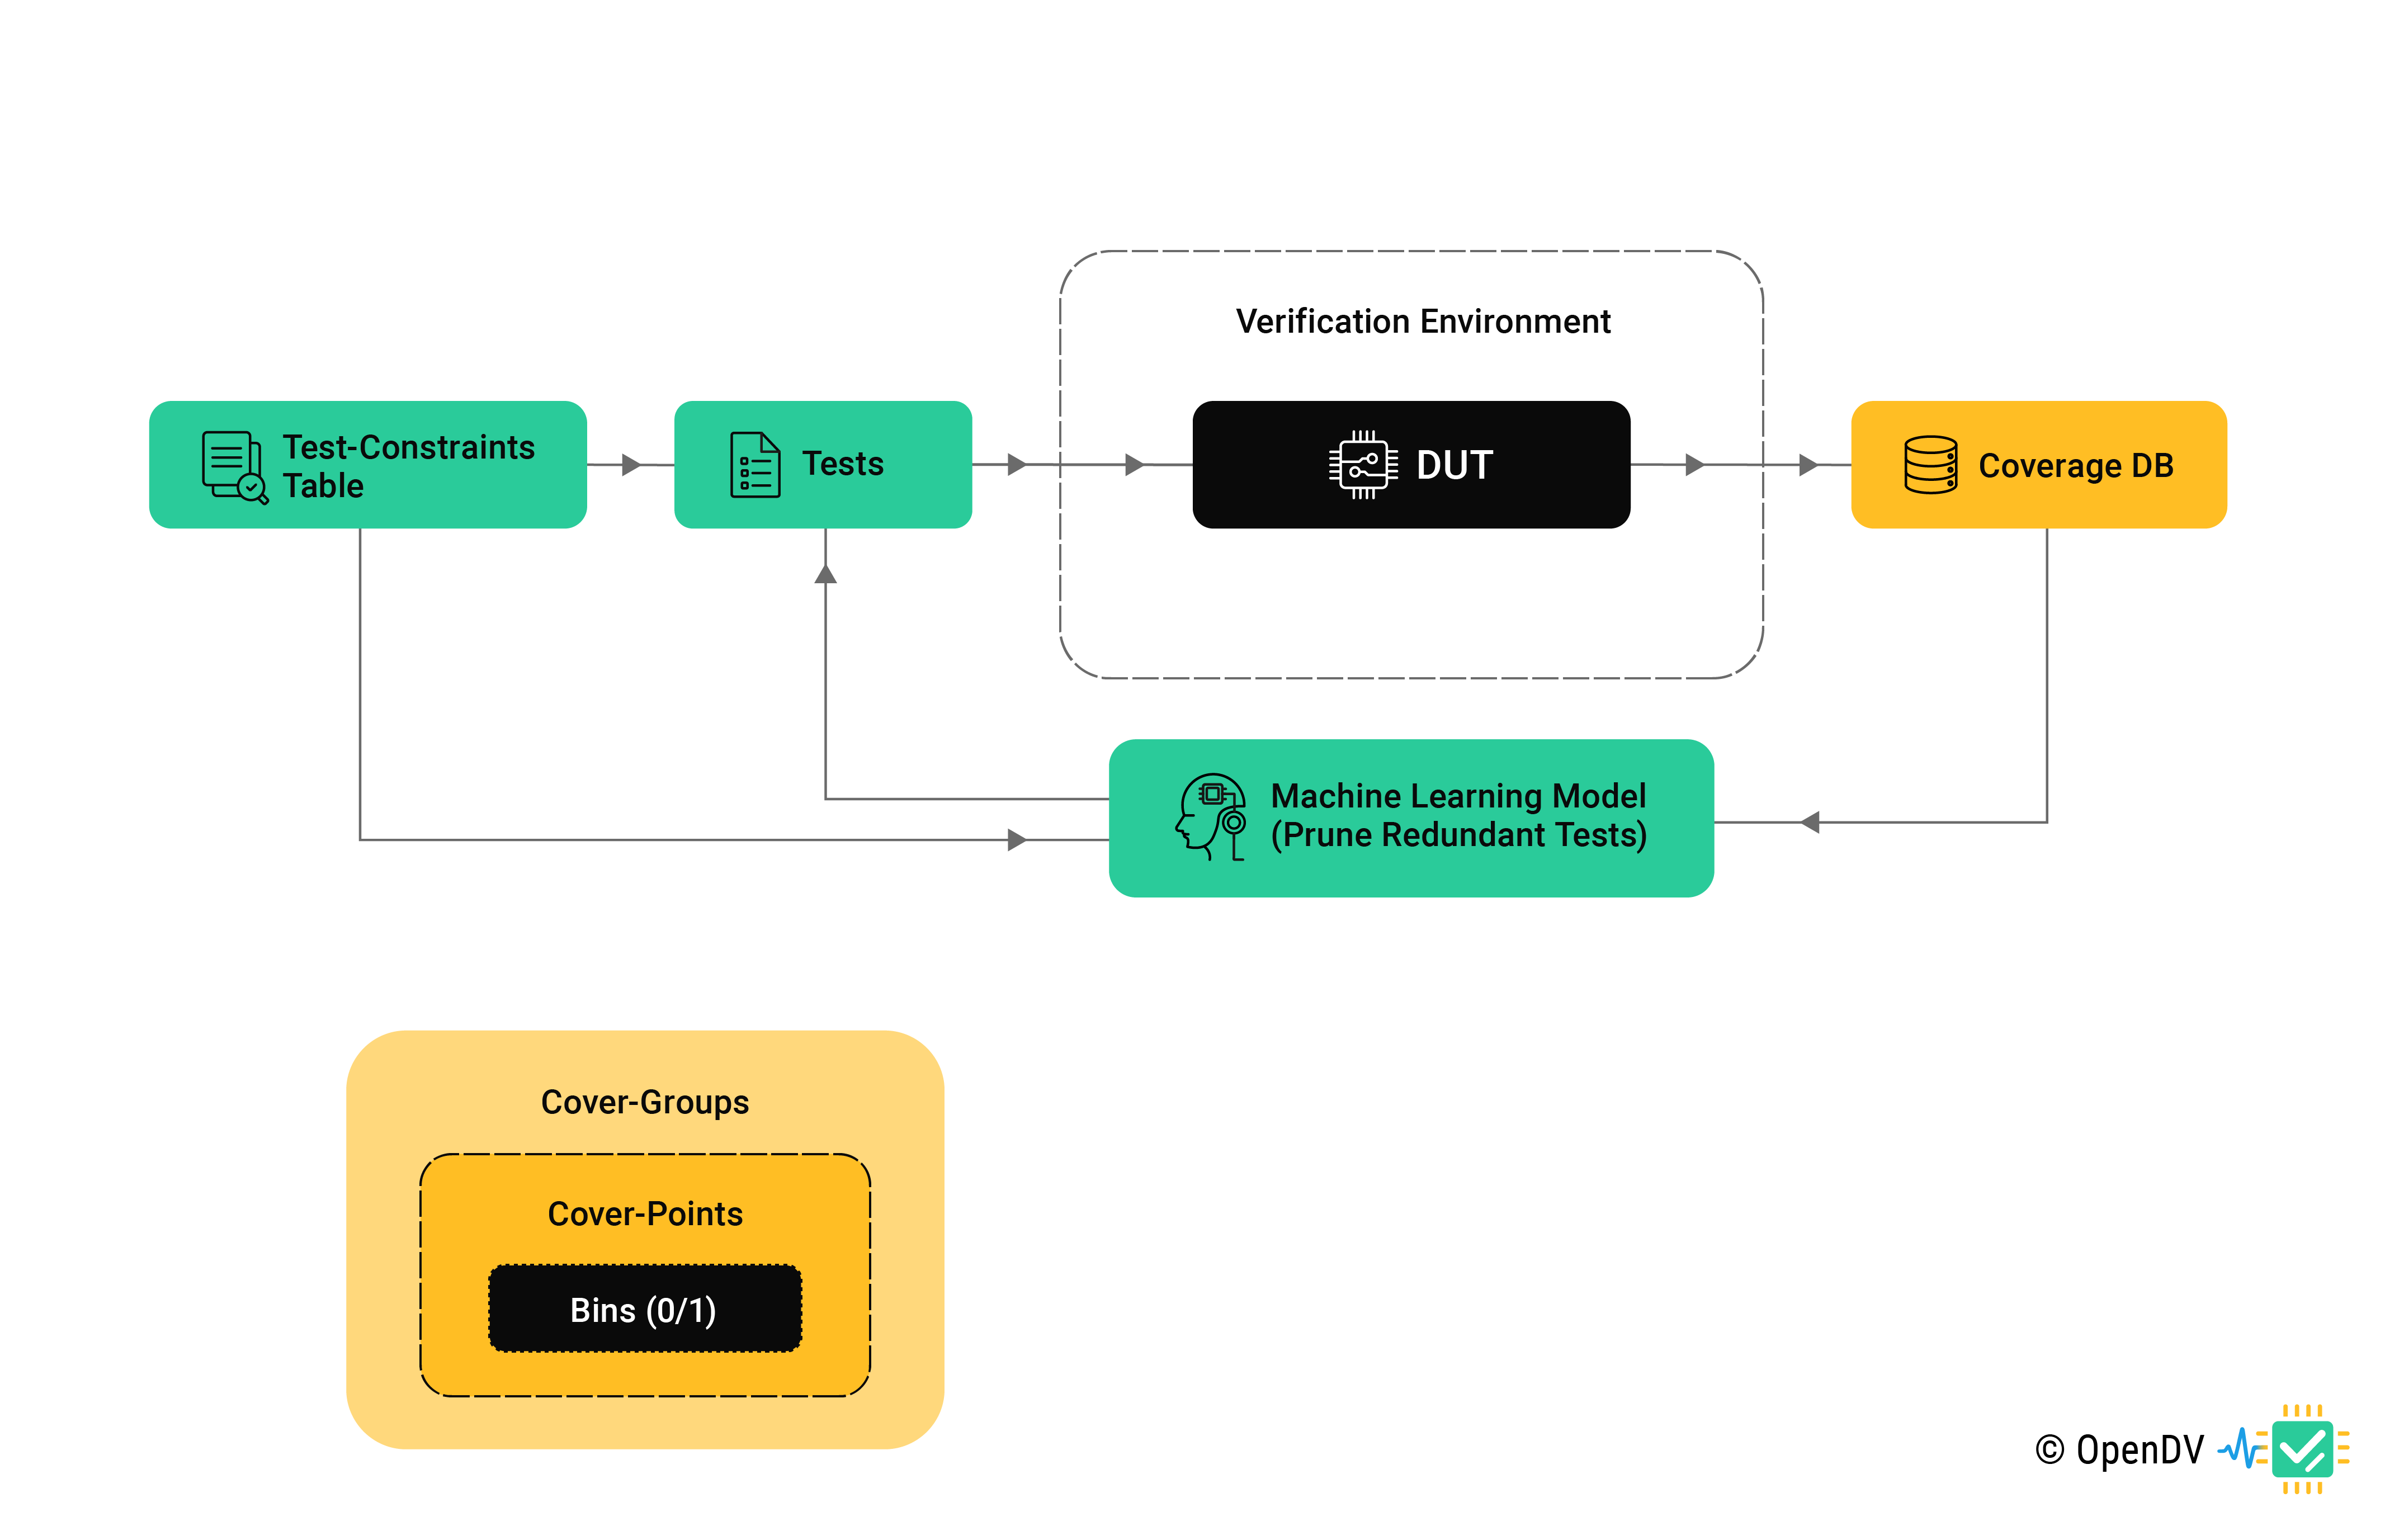 Verification Environment
Test-Constraints
Table
Tests
DUT
Coverage DB
Machine Learning Model
(Prune Redundant Tests)
Cover-Groups
Cover-Points
Bins (0/1)
© OpenDV